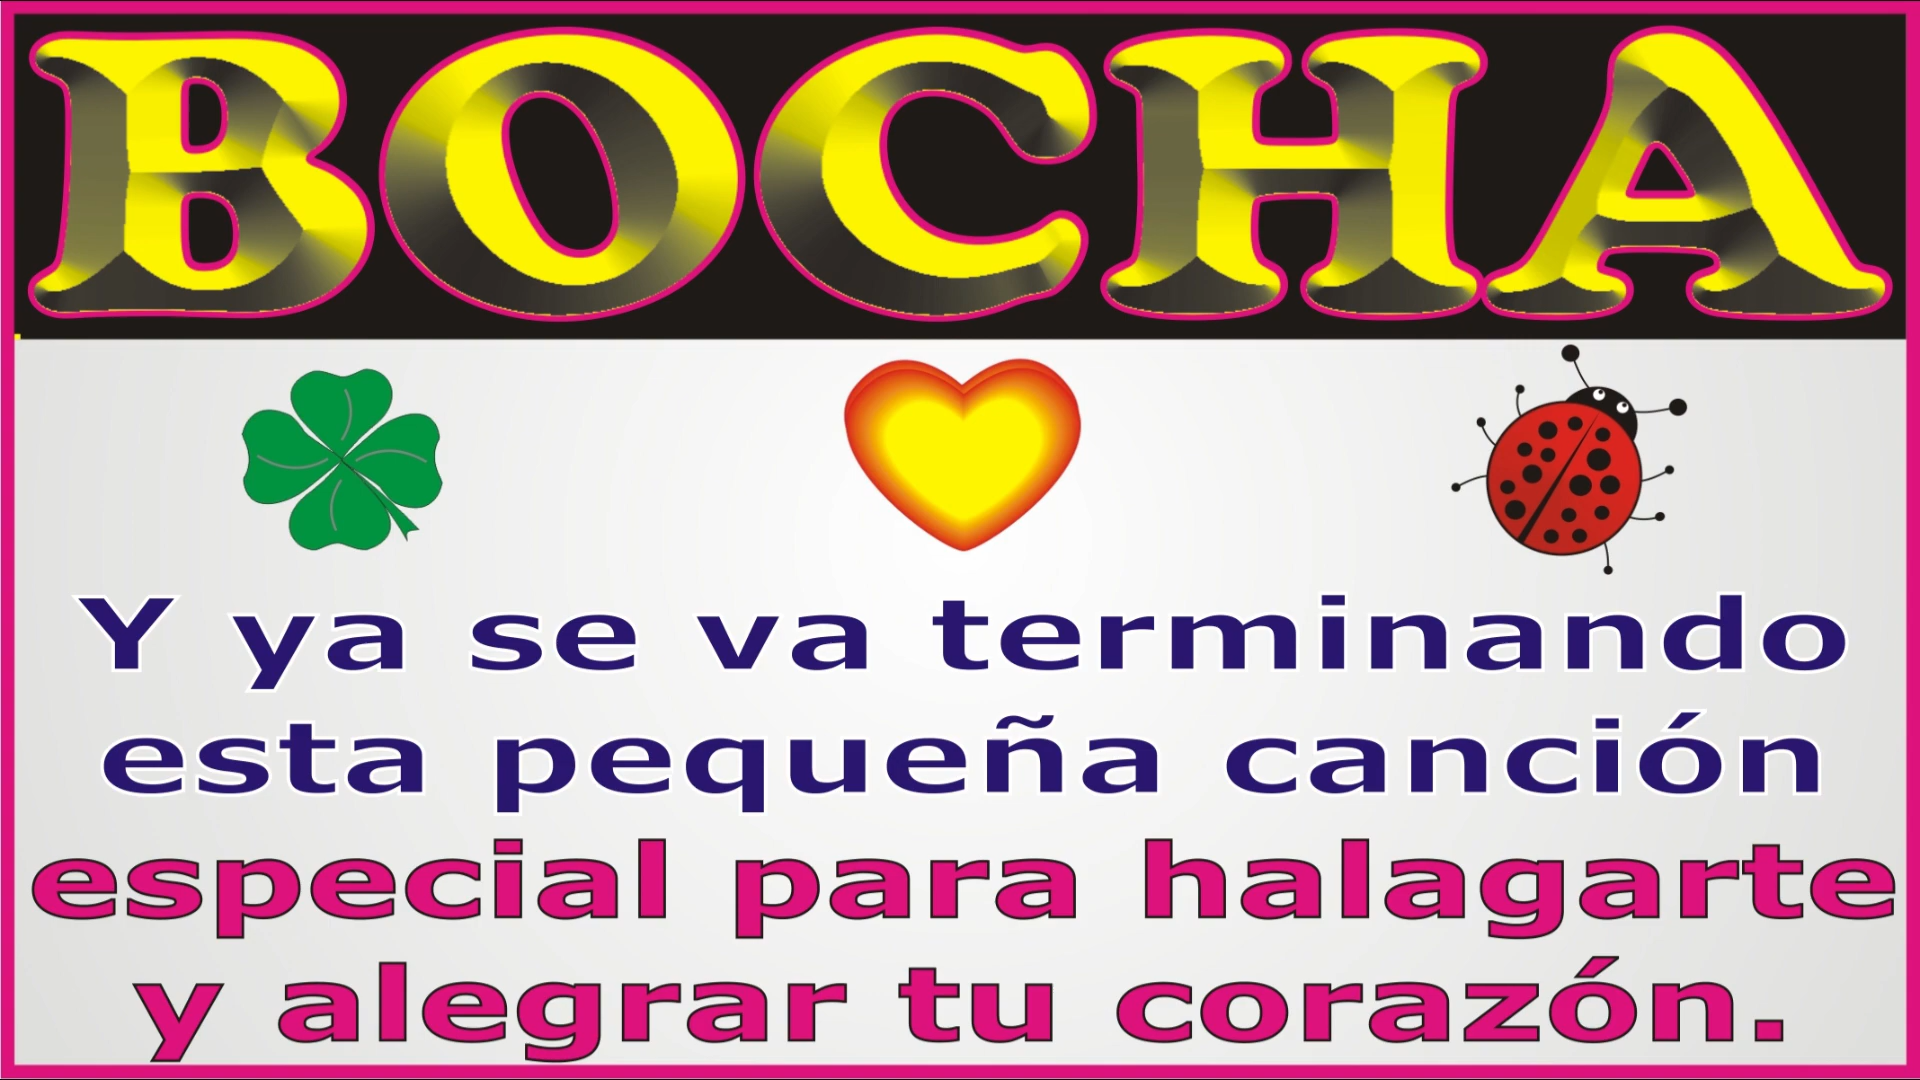 BOCHA
Y ya se va terminando
esta pequeña canción
especial para halagarte
y alegrar tu corazón.